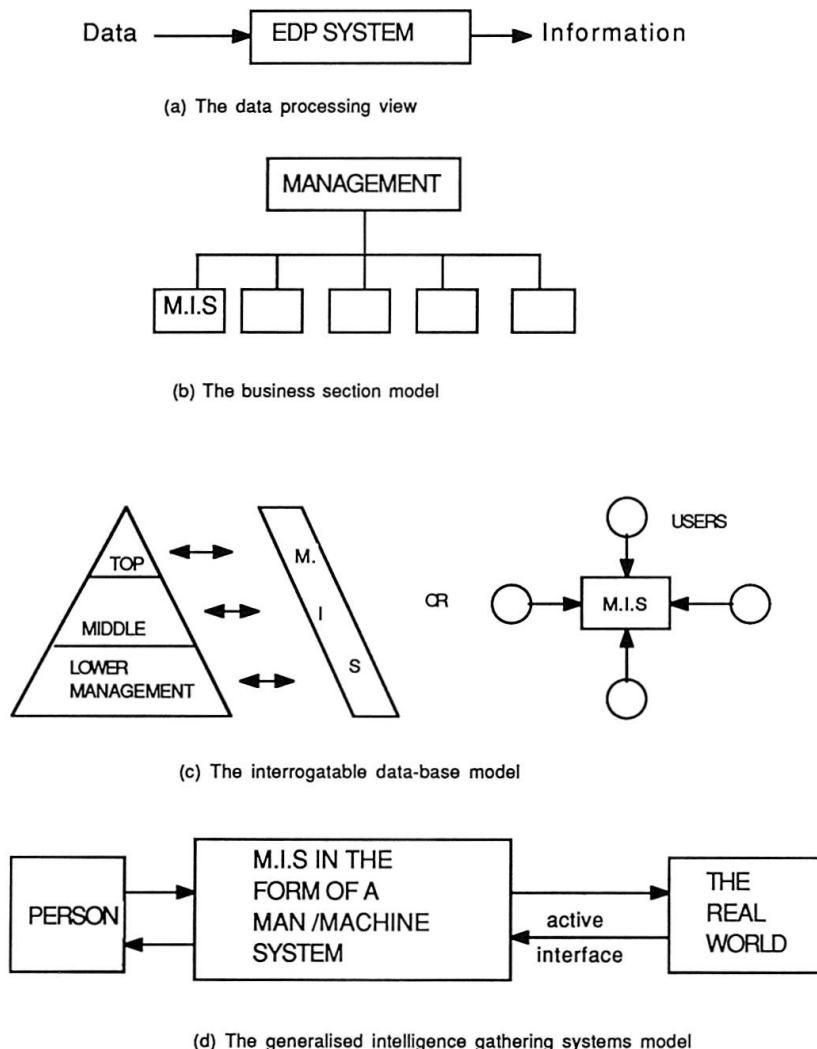 Data EDP SYSTEM Information
(a) The data processing view
MANAGEMENT
M.I.S
(b) The business section model
TOP
MIDDLE
LOWER
MANAGEMENT
M.
I
S
OR
USERS
M.I.S
(c) The interrogatable data-base model
PERSON
M.I.S IN THE
FORM OF A
MAN/MACHINE
SYSTEM
active
interface
THE
REAL
WORLD
(d) The generalised intelligence gathering systems model